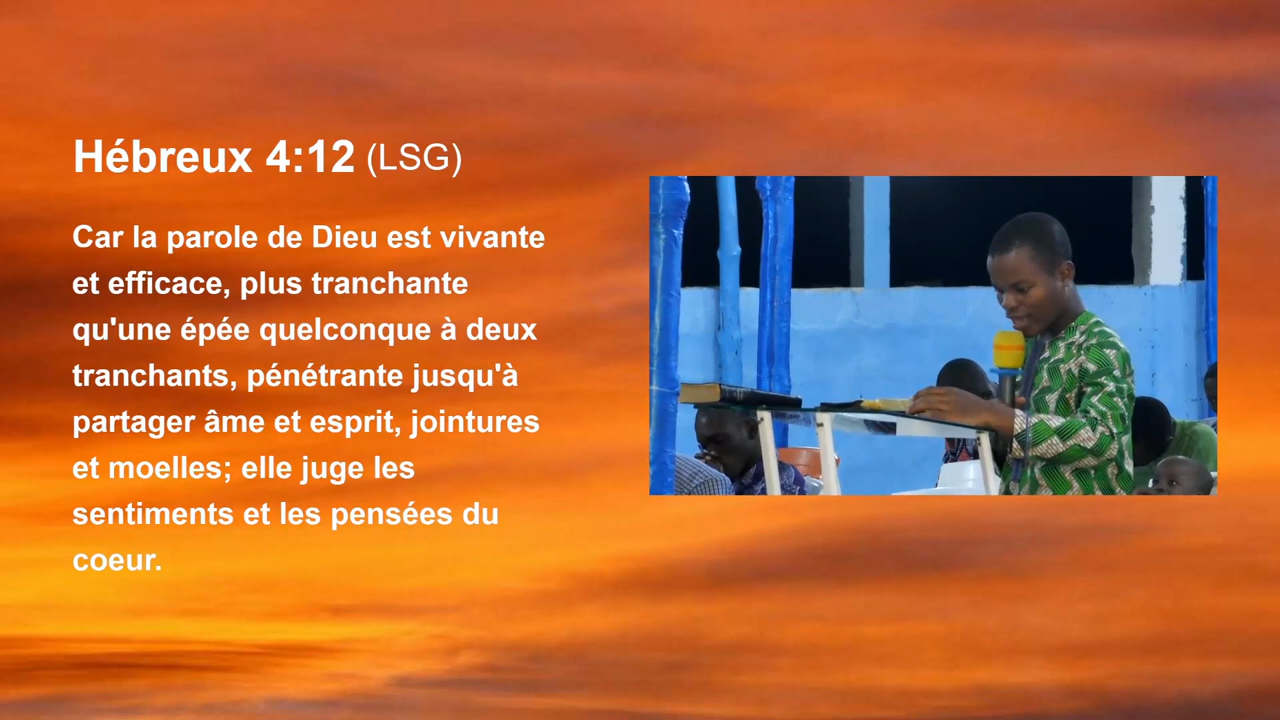 Hébreux 4:12 (LSG)
Car la parole de Dieu est vivante
et efficace, plus tranchante
qu'une épée quelconque à deux
tranchants, pénétrante jusqu'à
partager âme et esprit, jointures
et moelles; elle juge les
sentiments et les pensées du
coeur.